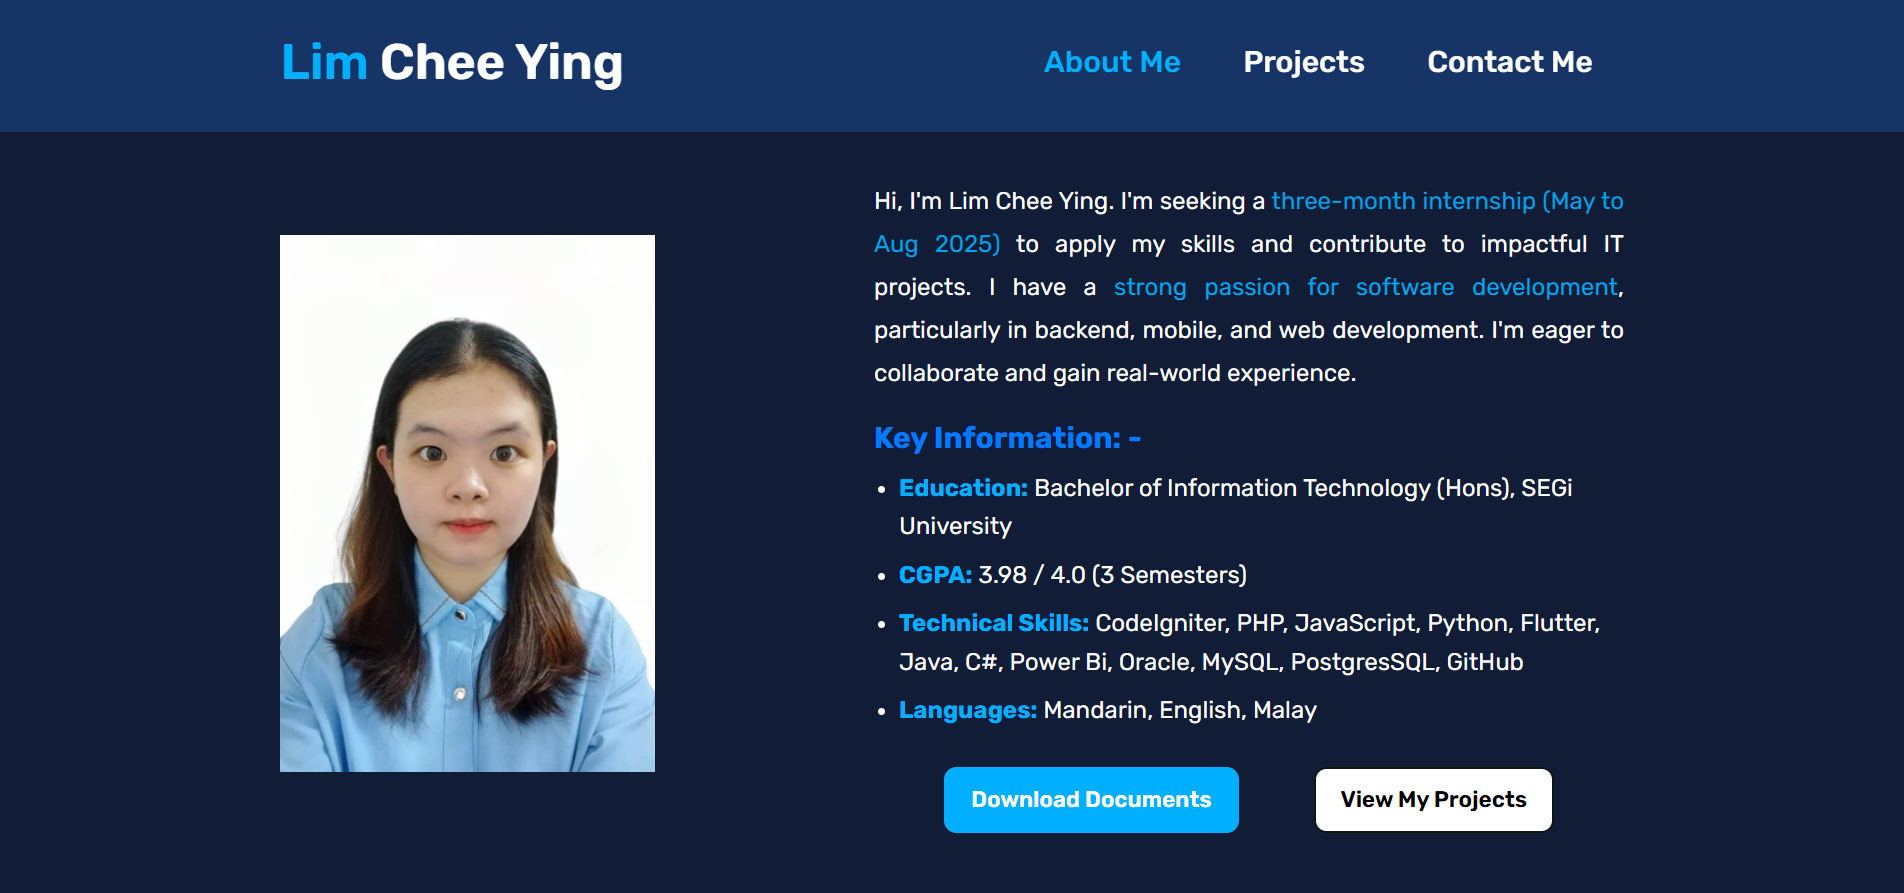 Lim Chee Ying
About Me Projects Contact Me
Hi, I'm Lim Chee Ying. I'm seeking a three-month internship (May to
Aug 2025) to apply my skills and contribute to impactful IT
projects. I have a strong passion for software development,
particularly in backend, mobile, and web development. I'm eager to
collaborate and gain real-world experience.
Key Information: -
• Education: Bachelor of Information Technology (Hons), SEGi
University
• CGPA: 3.98 / 4.0 (3 Semesters)
• Technical Skills: CodeIgniter, PHP, JavaScript, Python, Flutter,
Java, C#, Power Bi, Oracle, MySQL, PostgresSQL, GitHub
• Languages: Mandarin, English, Malay
Download Documents View My Projects